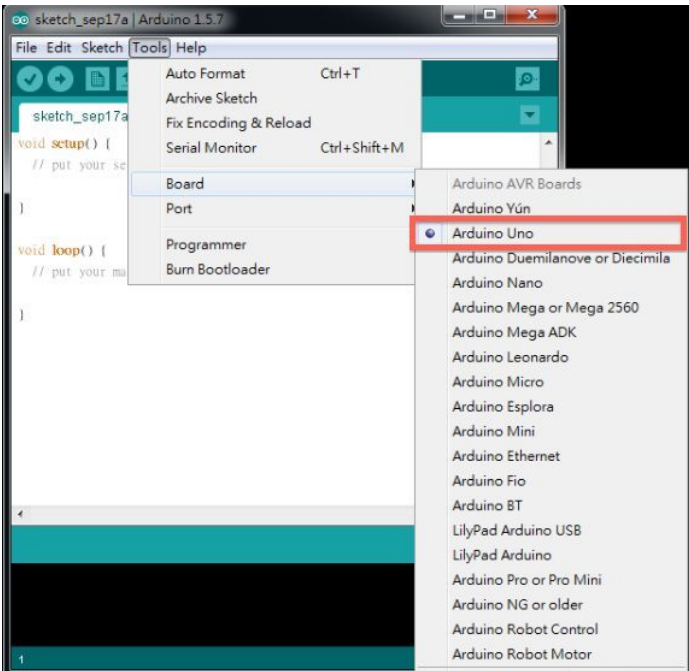 sketch_sep17a | Arduino 1.5.7
File Edit Sketch Tools Help
Auto Format Ctrl+T
Archive Sketch
Fix Encoding & Reload
Serial Monitor Ctrl+Shift+M
Board
Port
Programmer
Burn Bootloader
sketch_sep17a
void setup() {
// put your se
}
void loop() {
// put your ma
}
Arduino AVR Boards
Arduino Yún
Arduino Uno
Arduino Duemilanove or Diecimila
Arduino Nano
Arduino Mega or Mega 2560
Arduino Mega ADK
Arduino Leonardo
Arduino Micro
Arduino Esplora
Arduino Mini
Arduino Ethernet
Arduino Fio
Arduino BT
LilyPad Arduino USB
LilyPad Arduino
Arduino Pro or Pro Mini
Arduino NG or older
Arduino Robot Control
Arduino Robot Motor
1